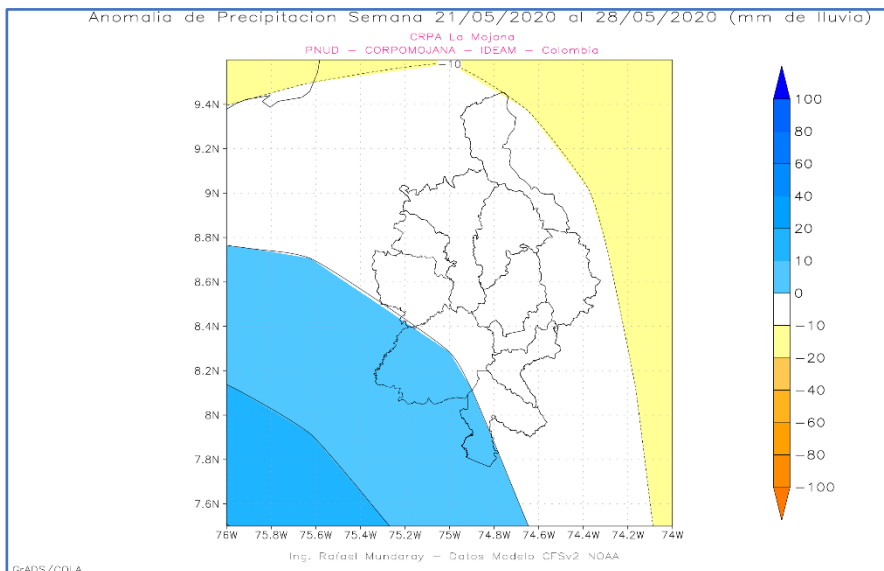 Anomalia de Precipitacion Semana 21/05/2020 al 28/05/2020 (mm de lluvia)
CRPA La Mojana
PNUD – CORPOMOJANA – IDEAM – Colombia
-10
9.4N
9.2N
9N
8.8N
8.6N
8.4N
8.2N
8N
7.8N
7.6N
76W 75.8W 75.6W 75.4W 75.2W 75W 74.8W 74.6W 74.4W 74.2W 74W
100
80
60
40
20
10
0
-10
-20
-40
-60
-80
-100
Ing. Rafael Mundaray – Datos Modelo CFSv2 NOAA
GrADS/COLA